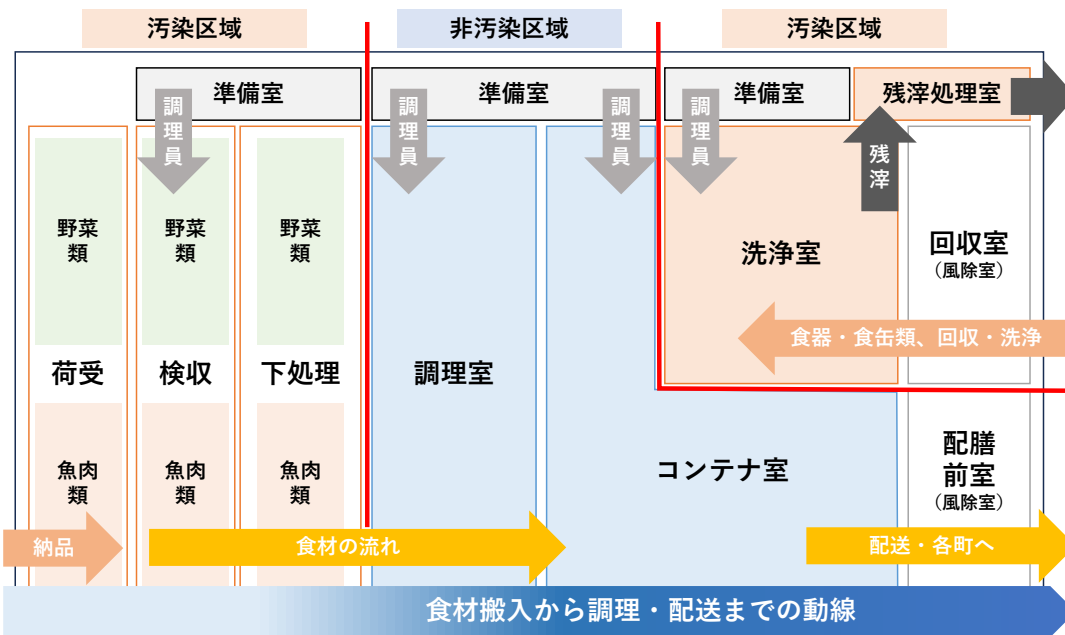 汚染区域
非汚染区域
汚染区域
準備室
準備室
準備室
残滓処理室
調理員
調理員
調理員
調理員
残滓
野菜
類
野菜
類
野菜
類
洗浄室
回収室
（風除室）
食器・食缶類、回収・洗浄
荷受
検収
下処理
調理室
魚肉
類
魚肉
類
魚肉
類
コンテナ室
配膳
前室
（風除室）
納品
食材の流れ
配送・各町へ
食材搬入から調理・配送までの動線